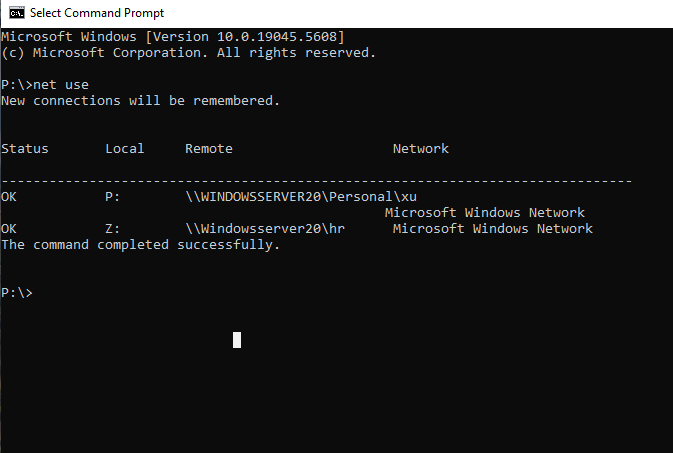 Select Command Prompt
Microsoft Windows [Version 10.0.19045.5608]
(c) Microsoft Corporation. All rights reserved.
P:\>net use
New connections will be remembered.
Status       Local     Remote                    Network
-------------------------------------------------------------------------------
OK           P:        \\WINDOWSSERVER20\Personal\xu
                                                Microsoft Windows Network
OK           Z:        \\Windowsserver20\hr      Microsoft Windows Network
The command completed successfully.
P:\>